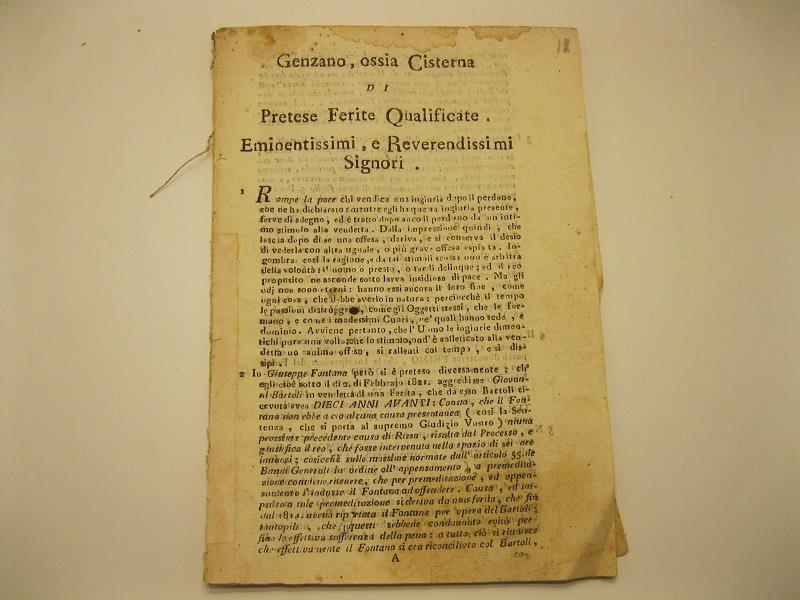 18
Genzano, ossia Cisterna
DI
Pretese Ferite Qualificate.
Eminentissimi, e Reverendissimi
Signori.
1 Rompe la pace chi vendica una ingiuria dapo il perdono,
che ne ha dichiarato mentre egli ha questa ingiuria presente,
ferve di sdegno, ed è tratto dopo anco il perdono da un inti-
mo stimolo alla vendetta. Dalla impressione quindi, che
lascia dopo di se una offesa, deriva, e si conserva il desio
di vederla con altra uguale, o più grave offesa espiata. In-
gombra così la ragione, e da tai stimoli scossa non è arbitra
della volontà: l' uomo o presto, o tardi delinque; ed il reo
proposito nasconde sotto larva insidiosa di pace. Ma gli
odj non sono eterni: hanno essi ancora il loro fine, come
ogni cosa, che debbe averlo in natura: perciocchè il tempo
le passioni distrugge, come gli Oggetti stessi, che le for-
mano, e come i medesimi Cuori, ne' quali hanno sede, e
dominio. Avviene pertanto, che l' Uomo le ingiurie dimen-
tichi pure una volta: che lo stimolo, ond' è solleticato alla ven-
detta un animo offeso, si rallenti col tempo, e si dis-
sipi.
2 Io Giuseppe Fontana però si è preteso diversamente; ch'
egli cioè sotto il dì 2. di Febbrajo 1821. aggredisse Giovan-
ni Bartoli in vendetta di una Ferita, che da esso Bartoli ri-
cevuta avea DIECI ANNI AVANTI: Consta, che il Fon-
tana non ebbe a ciò alcuna causa presentanea (così la Sen-
tenza, che si porta al supremo Giudizio Vostro) niuna
prossima precedente causa di Rissa, risulta dal Processo, e
giustifica il reo, che fosse intervenuta nello spazio di sei ore
innanzi; cosicchè sulle massime normate dall' articolo 55. de
Bandi Generali in ordine all' appensamento, o premedita-
zione conviene ritenere, che per premeditazione, ed appen-
samento s'indusse il Fontana ad offendere. Causa, ed im-
pulso a tale premeditazione si deriva da una ferita, che fin
dal 1811. aveva riportata il Fontana per opera del Bartoli;
tantopiù, che questi sebbene condannato evitò per-
fino lo effettiva sofferenza della pena: a tutto ciò si riunisce
che effettivamente il Fontana si era riconciliato col Bartoli,
A
co-